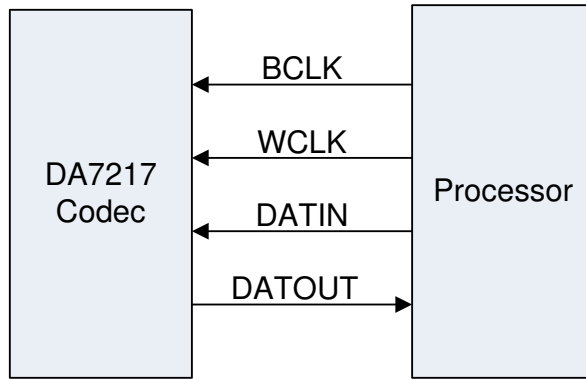 DA7217
Codec
BCLK
WCLK
DATIN
DATOUT
Processor